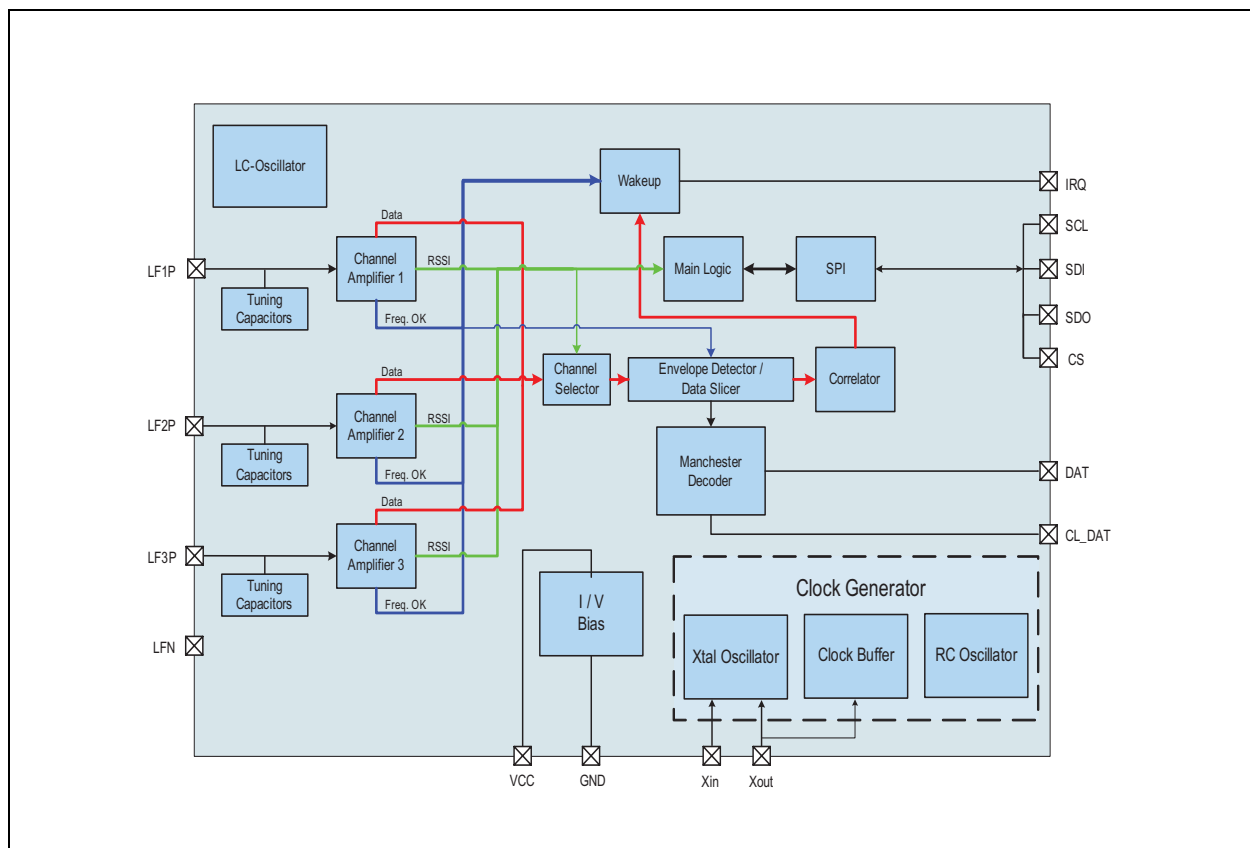 LC-Oscillator
Wakeup
IRQ
SCL
Data
Channel
Amplifier 1
RSSI
Main Logic
SPI
LF1P
SDI
Tuning
Capacitors
Freq. OK
SDO
CS
Channel
Selector
Envelope Detector /
Data Slicer
Correlator
Data
Channel
Amplifier 2
RSSI
LF2P
Tuning
Capacitors
Freq. OK
Manchester
Decoder
DAT
Data
Channel
Amplifier 3
RSSI
LF3P
CL_DAT
Tuning
Capacitors
Freq. OK
I / V
Bias
Clock Generator
Xtal Oscillator
Clock Buffer
RC Oscillator
LFN
VCC
GND
Xin
Xout